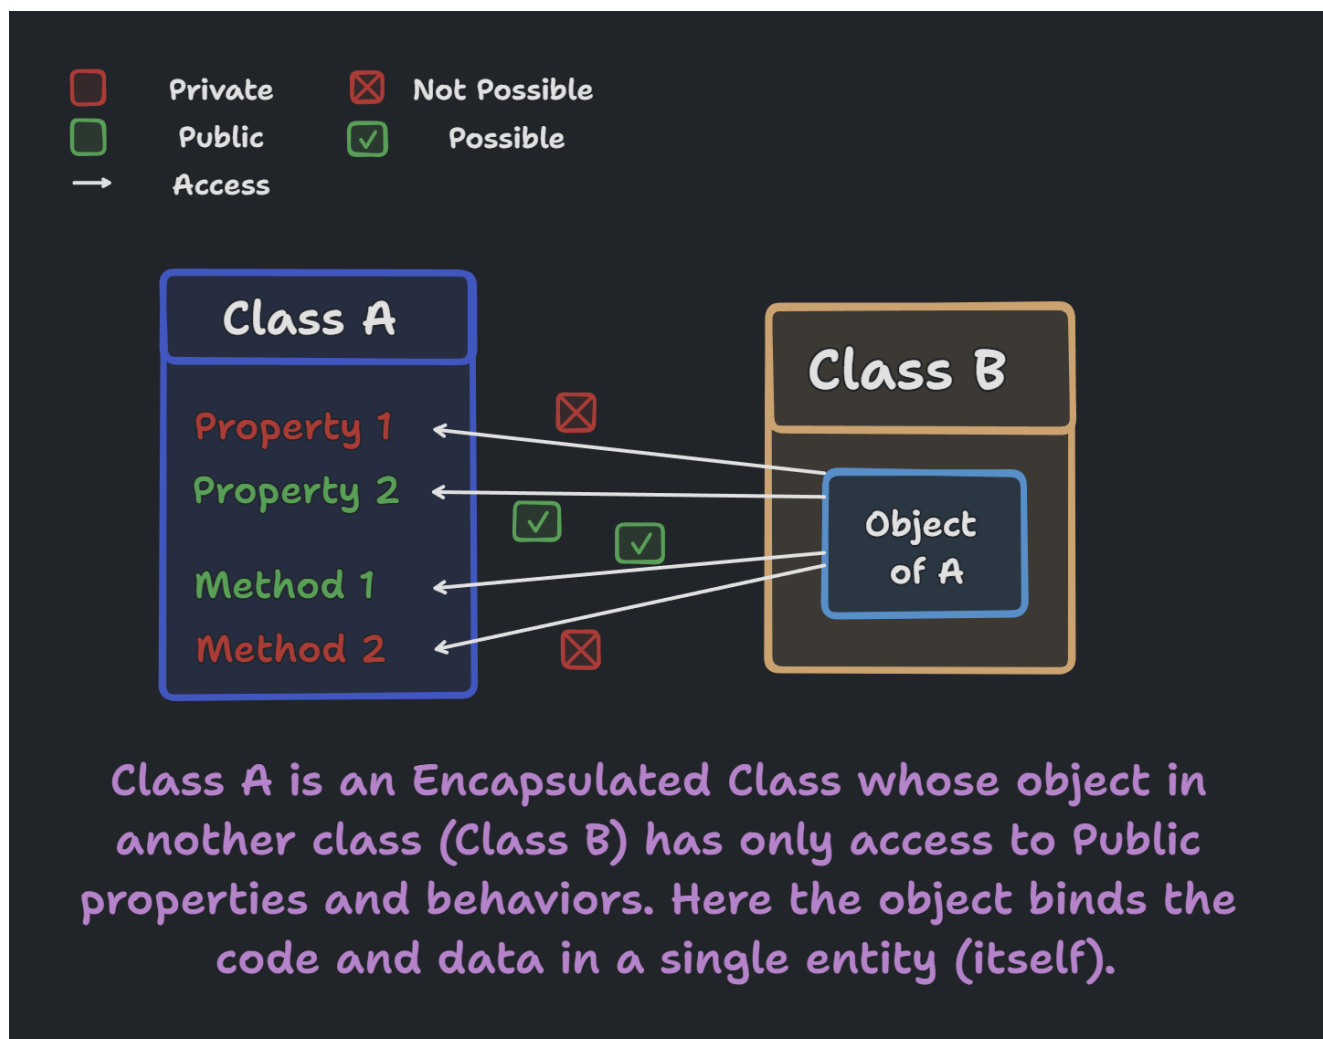 Private
Not Possible
Public
Possible
Access
Class A
Property 1
Property 2
Method 1
Method 2
Class B
Object
of A
Class A is an Encapsulated Class whose object in
another class (Class B) has only access to Public
properties and behaviors. Here the object binds the
code and data in a single entity (itself).